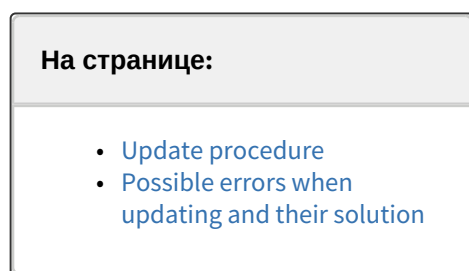 На странице:
• Update procedure
• Possible errors when
updating and their solution